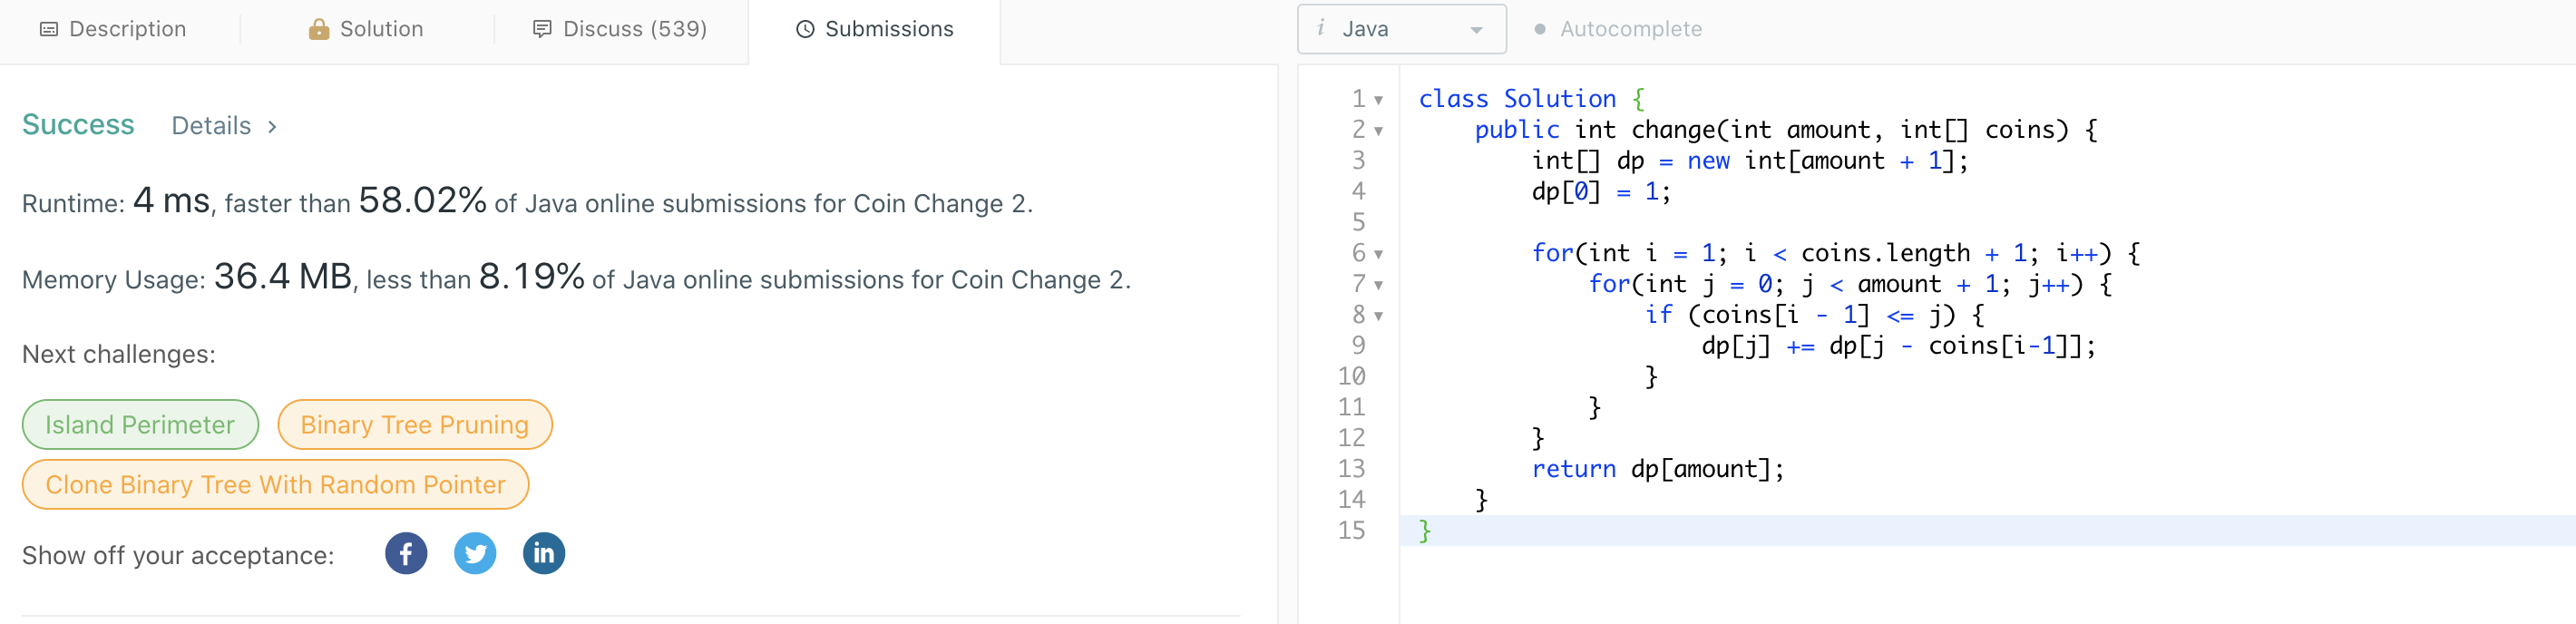 Description
Solution
Discuss (539)
Submissions
Success Details >
Runtime: 4 ms, faster than 58.02% of Java online submissions for Coin Change 2.
Memory Usage: 36.4 MB, less than 8.19% of Java online submissions for Coin Change 2.
Next challenges:
Island Perimeter
Binary Tree Pruning
Clone Binary Tree With Random Pointer
Show off your acceptance: f in
i Java
Autocomplete
1 class Solution {
2     public int change(int amount, int[] coins) {
3         int[] dp = new int[amount + 1];
4         dp[0] = 1;
5
6         for(int i = 1; i < coins.length + 1; i++) {
7             for(int j = 0; j < amount + 1; j++) {
8                 if (coins[i - 1] <= j) {
9                     dp[j] += dp[j - coins[i-1]];
10                 }
11             }
12         }
13         return dp[amount];
14     }
15 }